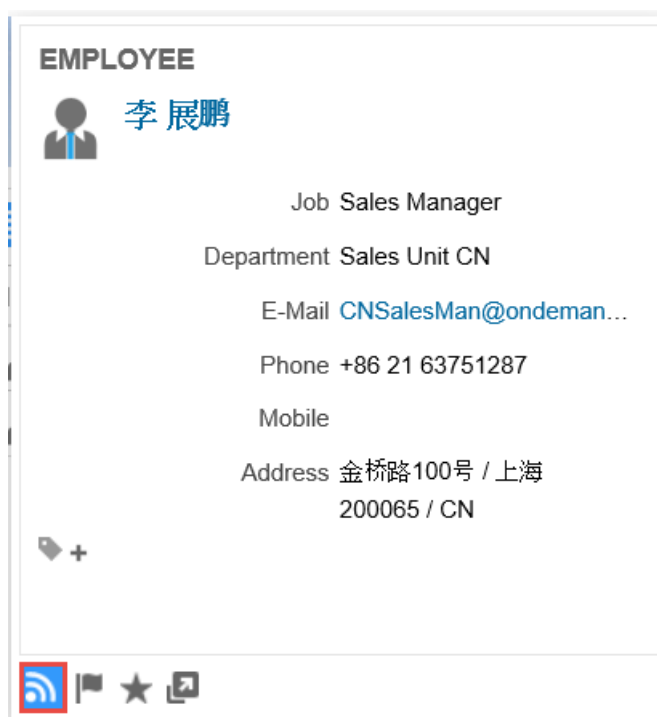 EMPLOYEE
李 展鹏
Job Sales Manager
Department Sales Unit CN
E-Mail CNSalesMan@ondeman...
Phone +86 21 63751287
Mobile
Address 金桥路100号 / 上海
200065 / CN